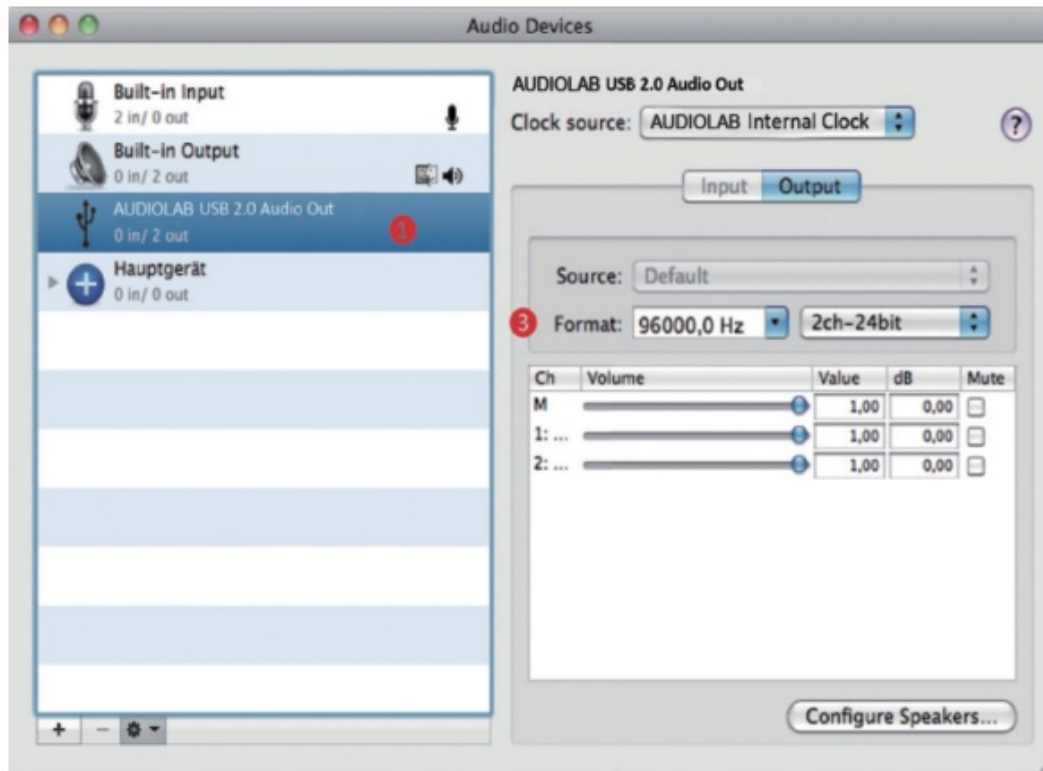 Audio Devices
Built-in Input
2 in/ 0 out
Built-in Output
0 in/ 2 out
AUDIOLAB USB 2.0 Audio Out
0 in/ 2 out
1
Hauptgerät
0 in/ 0 out
AUDIOLAB USB 2.0 Audio Out
Clock source: AUDIOLAB Internal Clock ?
Input Output
Source: Default
3 Format: 96000,0 Hz 2ch-24bit
Ch Volume Value dB Mute
M 1,00 0,00
1: ... 1,00 0,00
2: ... 1,00 0,00
Configure Speakers...